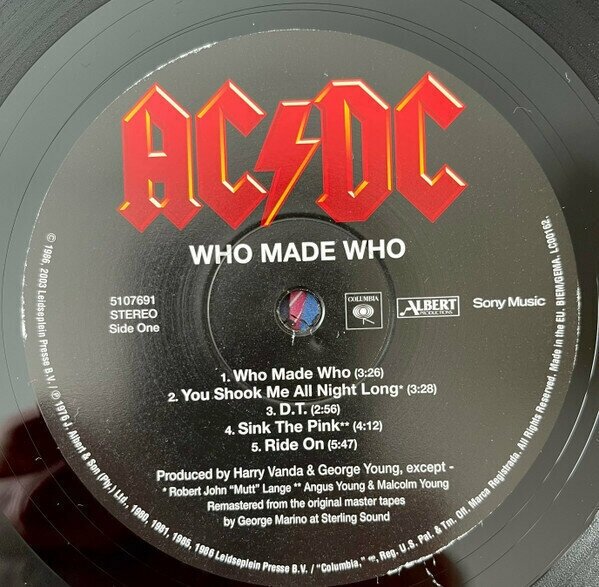 AC/DC
WHO MADE WHO
5107691
STEREO
Side One
COLUMBIA
ALBERT
PRODUCTIONS
Sony Music
1. Who Made Who (3:26)
2. You Shook Me All Night Long* (3:28)
3. D.T. (2:56)
4. Sink The Pink** (4:12)
5. Ride On (5:47)
Produced by Harry Vanda & George Young, except -
* Robert John "Mutt" Lange ** Angus Young & Malcolm Young
Remastered from the original master tapes
by George Marino at Sterling Sound
© 1986, 2003 Leidseplein Presse B.V. / ℗ 1976 J. Albert & Son (Pty.) Ltd., 1980, 1981, 1985, 1986 Leidseplein Presse B.V. / "Columbia," Reg. U.S. Pat. & Tm. Off. Marca Registrada. All Rights Reserved. Made in the EU. BIEM/GEMA. LC00162.